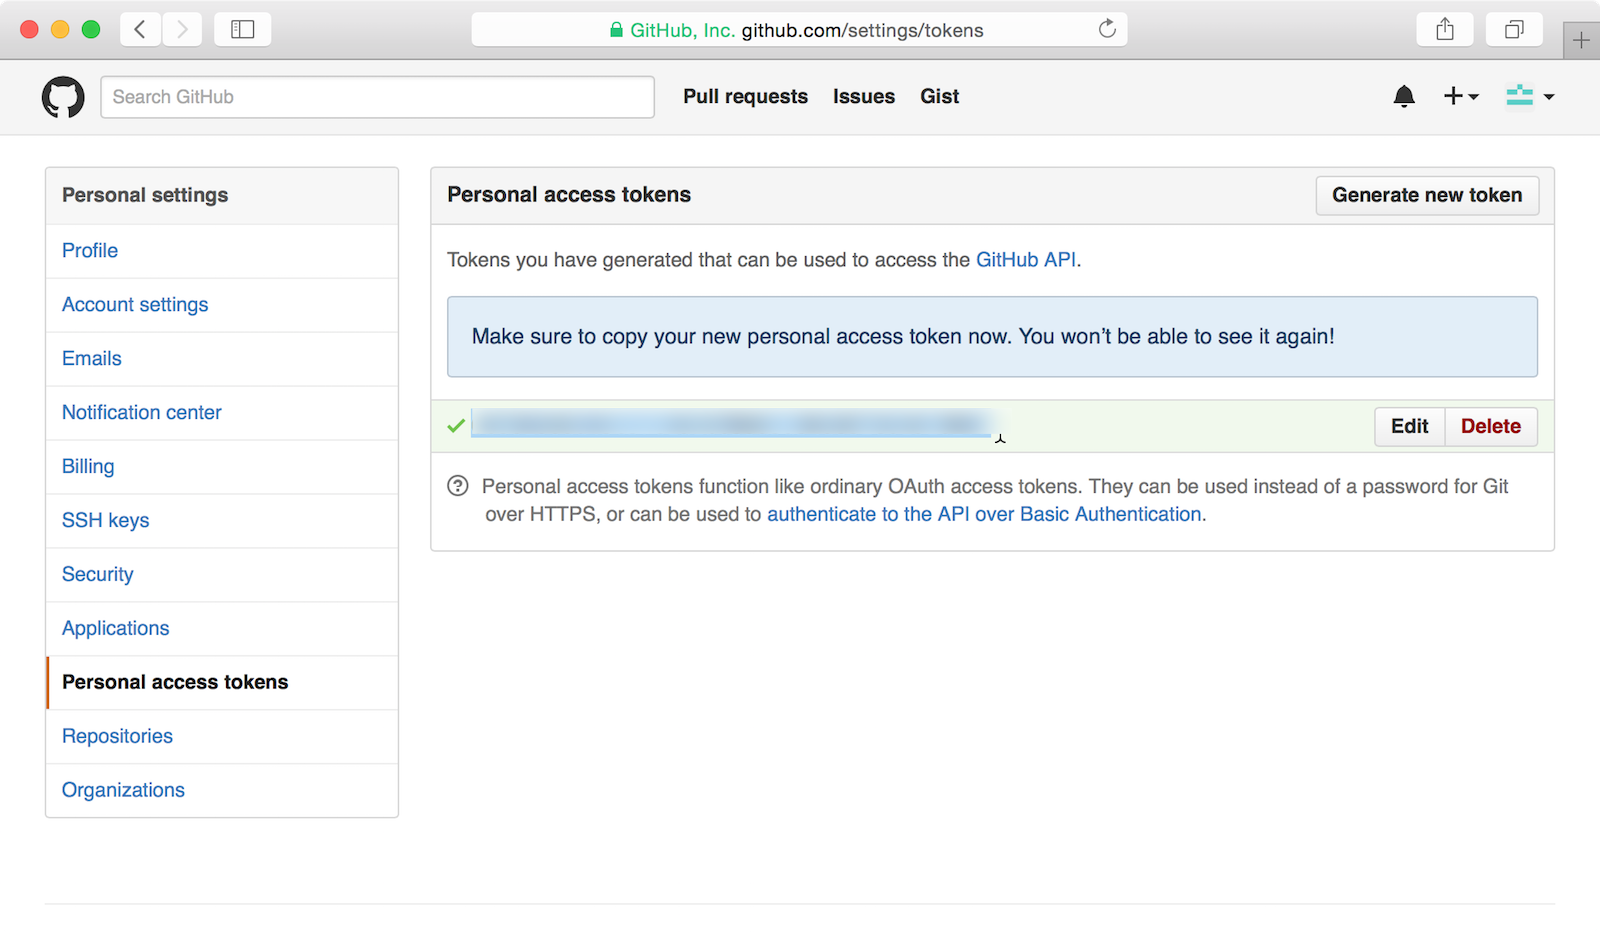 GitHub, Inc. github.com/settings/tokens
Search GitHub
Pull requests
Issues
Gist
Personal settings
Profile
Account settings
Emails
Notification center
Billing
SSH keys
Security
Applications
Personal access tokens
Repositories
Organizations
Personal access tokens
Generate new token
Tokens you have generated that can be used to access the GitHub API.
Make sure to copy your new personal access token now. You won’t be able to see it again!
Edit
Delete
Personal access tokens function like ordinary OAuth access tokens. They can be used instead of a password for Git
over HTTPS, or can be used to authenticate to the API over Basic Authentication.